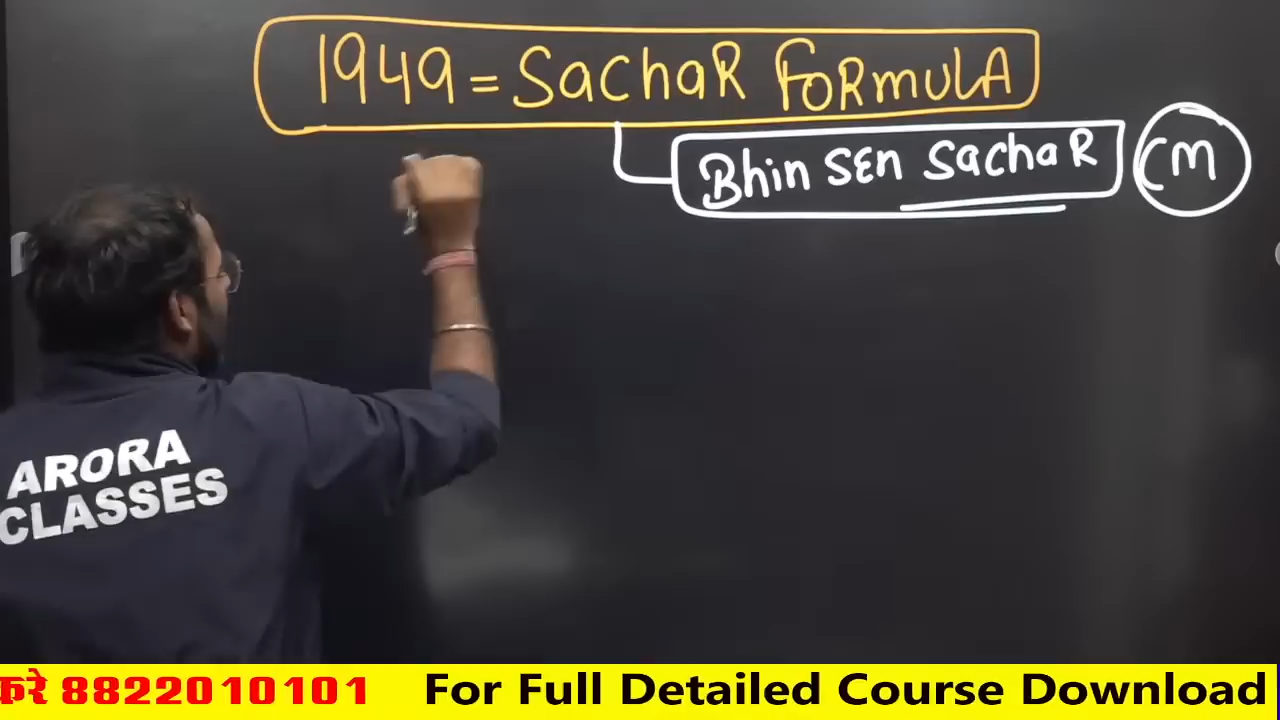 1949 = SachaR FoRmuLA
Bhin SEn SachaR
CM
ARORA
CLASSES
करे 8822010101 For Full Detailed Course Download